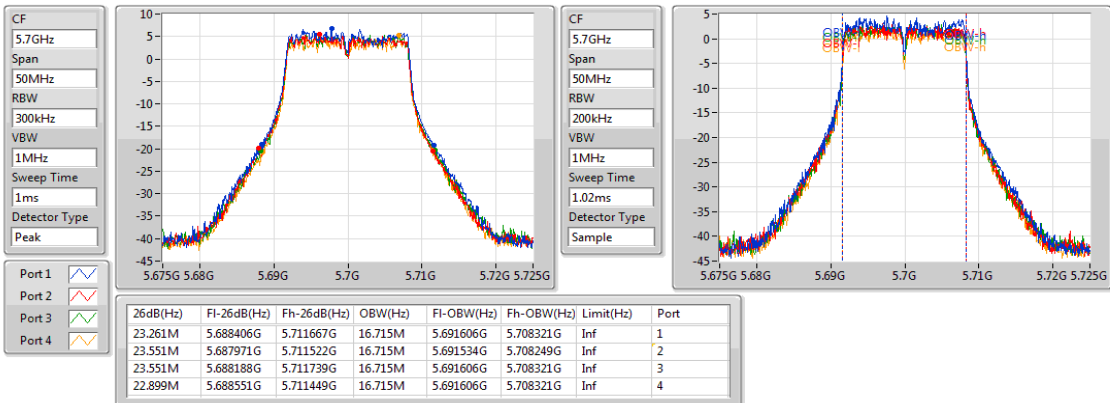 CF
5.7GHz
Span
50MHz
RBW
300kHz
VBW
1MHz
Sweep Time
1ms
Detector Type
Peak
10
5
0
-5
-10
-15
-20
-25
-30
-35
-40
-45
5.675G 5.68G 5.69G 5.7G 5.71G 5.72G 5.725G
CF
5.7GHz
Span
50MHz
RBW
200kHz
VBW
1MHz
Sweep Time
1.02ms
Detector Type
Sample
5
0
-5
-10
-15
-20
-25
-30
-35
-40
-45
5.675G 5.68G 5.69G 5.7G 5.71G 5.72G 5.725G
Port 1
Port 2
Port 3
Port 4
26dB(Hz) Fl-26dB(Hz) Fh-26dB(Hz) OBW(Hz) Fl-OBW(Hz) Fh-OBW(Hz) Limit(Hz) Port
23.261M 5.688406G 5.711667G 16.715M 5.691606G 5.708321G Inf 1
23.551M 5.687971G 5.711522G 16.715M 5.691534G 5.708249G Inf 2
23.551M 5.688188G 5.711739G 16.715M 5.691606G 5.708321G Inf 3
22.899M 5.688551G 5.711449G 16.715M 5.691606G 5.708321G Inf 4